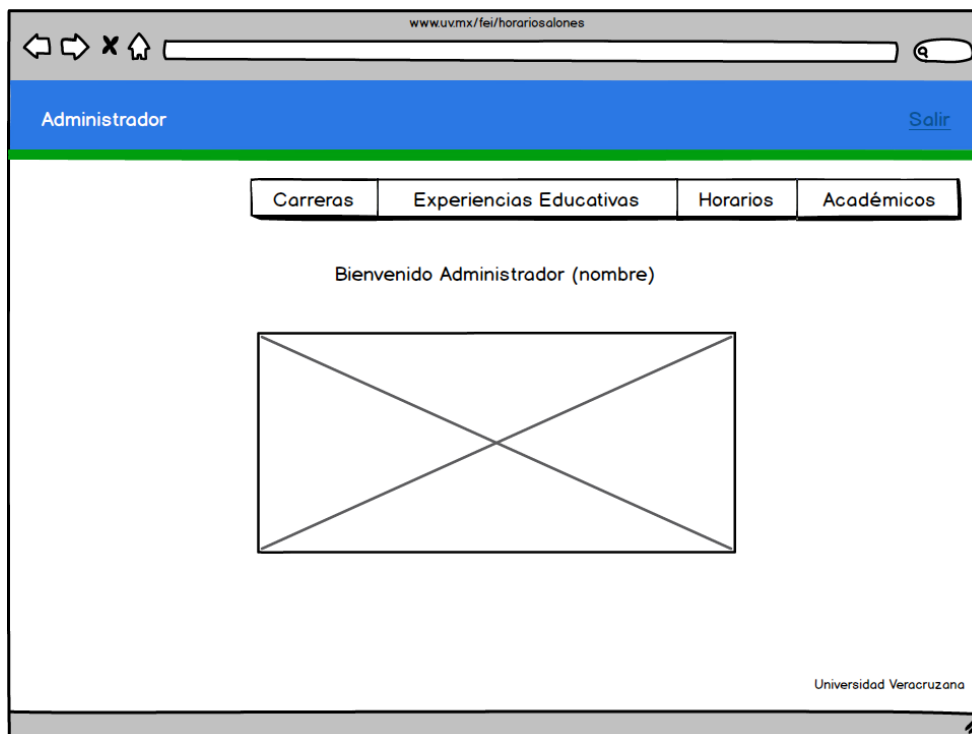 www.uv.mx/fei/horariosalones
Administrador
Salir
Carreras
Experiencias Educativas
Horarios
Académicos
Bienvenido Administrador (nombre)
Universidad Veracruzana